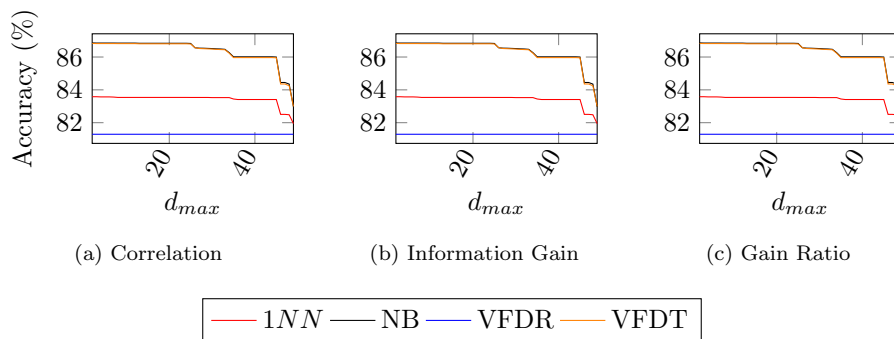 Accuracy (%)
86
84
82
20
40
d_max
86
84
82
20
40
d_max
86
84
82
20
40
d_max
(a) Correlation
(b) Information Gain
(c) Gain Ratio
1NN NB VFDR VFDT